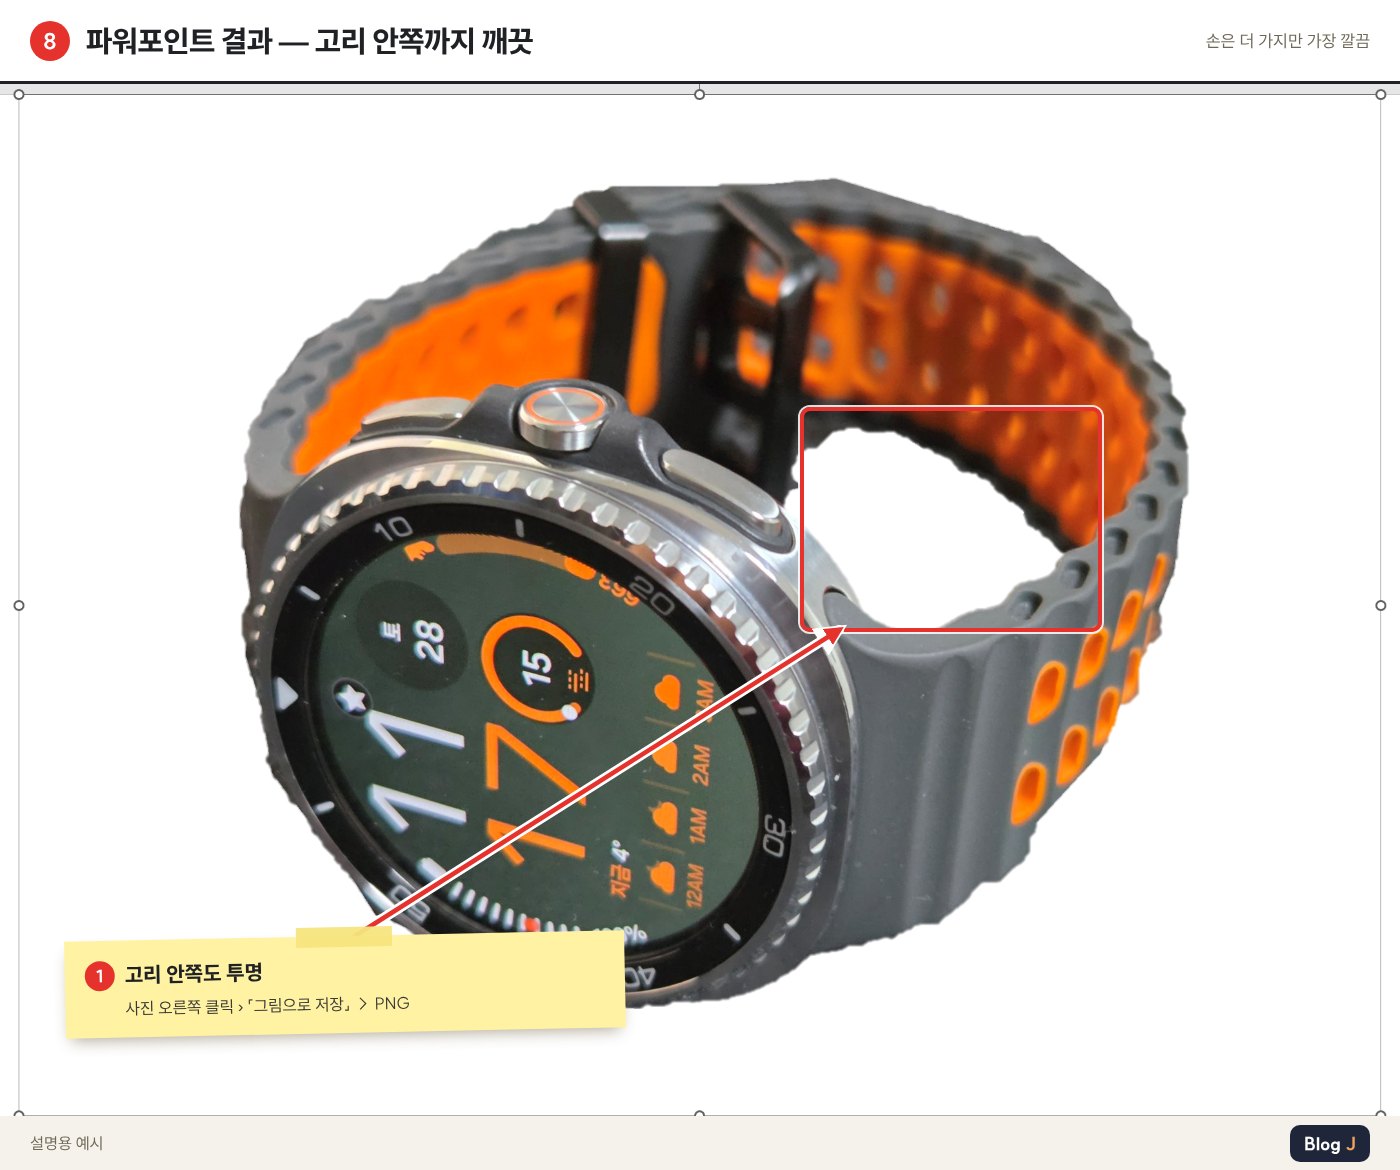 8 파워포인트 결과 — 고리 안쪽까지 깨끗
손은 더 가지만 가장 깔끔
10
20
30
40
토
28
15
11
17
지금 4°
12AM
1AM
2AM
1 고리 안쪽도 투명
사진 오른쪽 클릭 › 「그림으로 저장」 > PNG
설명용 예시
Blog J